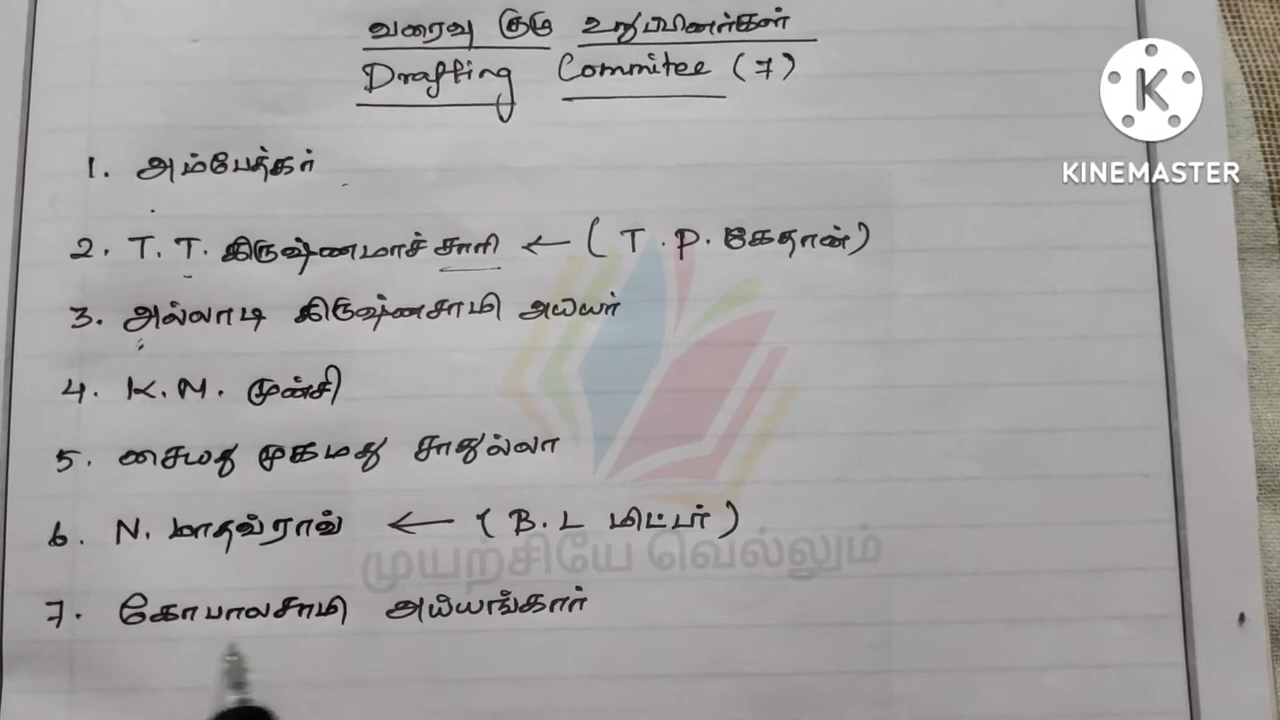 வரைவு குழு உறுப்பினர்கள்
Drafting Commitee (7)
K
KINEMASTER
1. அம்பேத்கர்
2. T. T. கிருஷ்ணமாச்சாரி ← ( T. P. கேதான்)
3. அல்லாடி கிருஷ்ணசாமி அய்யர்
4. K. M. முன்சி
5. சையது முகமது சாதுல்லா
6. N. மாதவ்ராவ் ← ( B. L மிட்டர் )
முயற்சியே வெல்லும்
7. கோபாலசாமி அய்யங்கார்